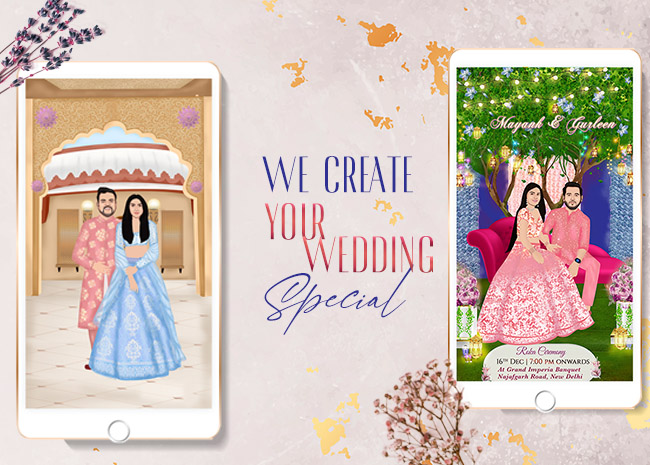 WE CREATE
YOUR
WEDDING
Special
Mayank & Gurleen
Roka Ceremony
16TH DEC | 7:00 PM ONWARDS
At Grand Imperia Banquet
Najafgarh Road, New Delhi